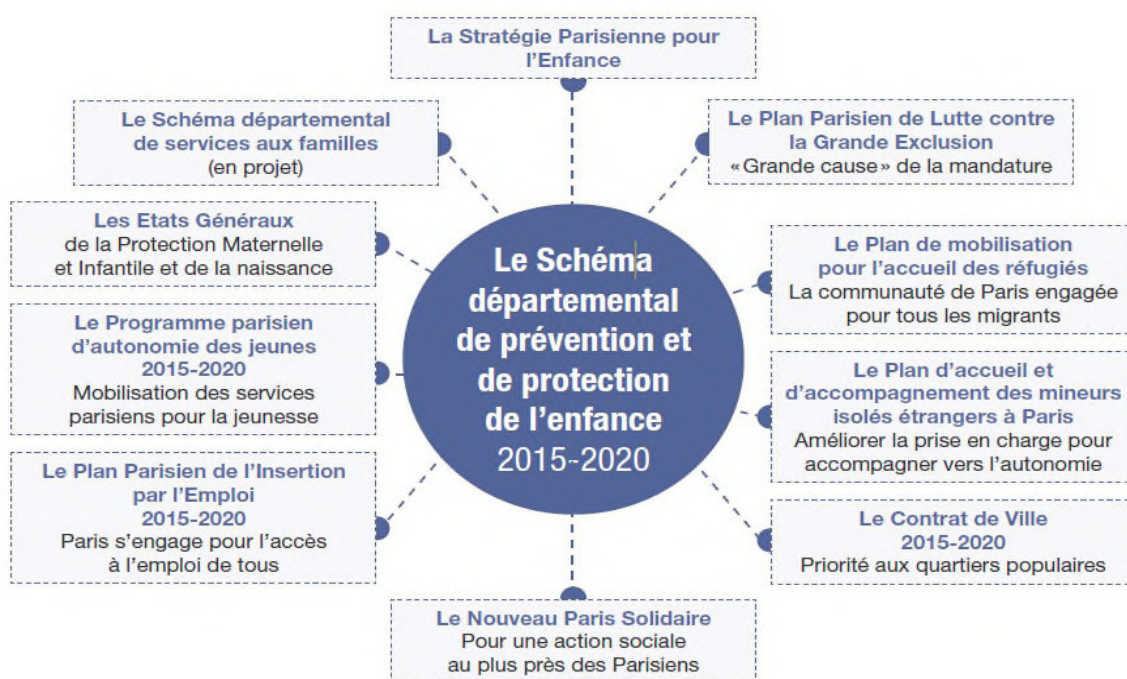 La Stratégie Parisienne pour
l'Enfance
Le Schéma départemental
de services aux familles
(en projet)
Le Plan Parisien de Lutte contre
la Grande Exclusion
«Grande cause» de la mandature
Les Etats Généraux
de la Protection Maternelle
et Infantile et de la naissance
Le Plan de mobilisation
pour l'accueil des réfugiés
La communauté de Paris engagée
pour tous les migrants
Le Schéma
départemental
de prévention et
de protection
de l'enfance
2015-2020
Le Programme parisien
d'autonomie des jeunes
2015-2020
Mobilisation des services
parisiens pour la jeunesse
Le Plan d'accueil et
d'accompagnement des mineurs
isolés étrangers à Paris
Améliorer la prise en charge pour
accompagner vers l'autonomie
Le Plan Parisien de l'Insertion
par l'Emploi
2015-2020
Paris s'engage pour l'accès
à l'emploi de tous
Le Contrat de Ville
2015-2020
Priorité aux quartiers populaires
Le Nouveau Paris Solidaire
Pour une action sociale
au plus près des Parisiens